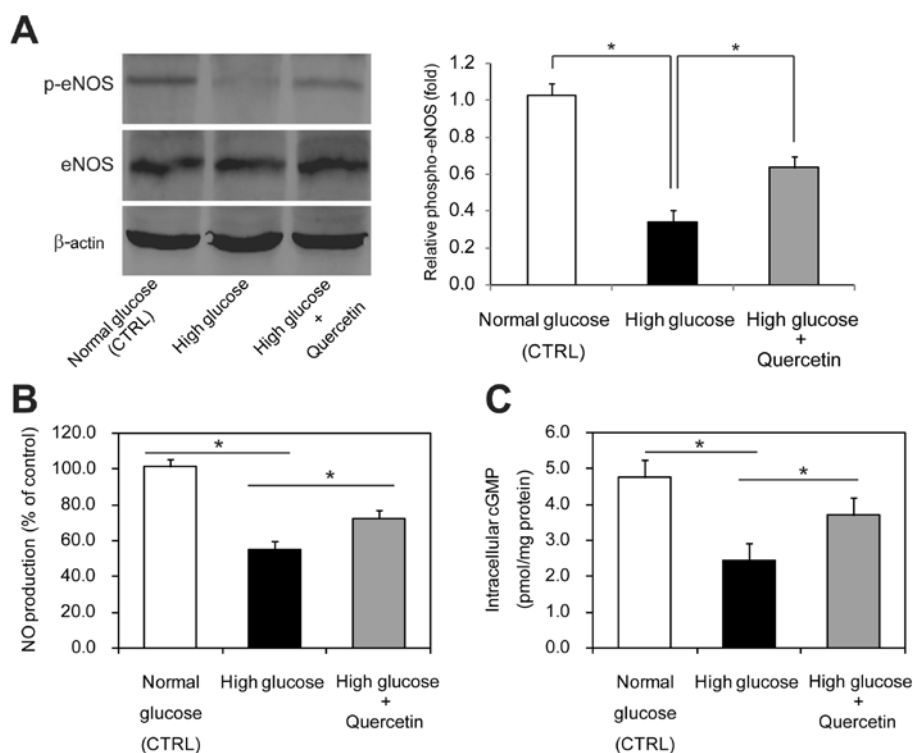 A
p-eNOS
eNOS
β-actin
Normal glucose
(CTRL)
High glucose
High glucose
+
Quercetin
Relative phospho-eNOS (fold)
1.2
1.0
0.8
0.6
0.4
0.2
0.0
*
*
Normal glucose
(CTRL)
High glucose
High glucose
+
Quercetin
B
NO production (% of control)
120.0
100.0
80.0
60.0
40.0
20.0
0.0
*
*
Normal
glucose
(CTRL)
High glucose
High glucose
+
Quercetin
C
Intracellular cGMP
(pmol/mg protein)
6.0
5.0
4.0
3.0
2.0
1.0
0.0
*
*
Normal
glucose
(CTRL)
High glucose
High glucose
+
Quercetin